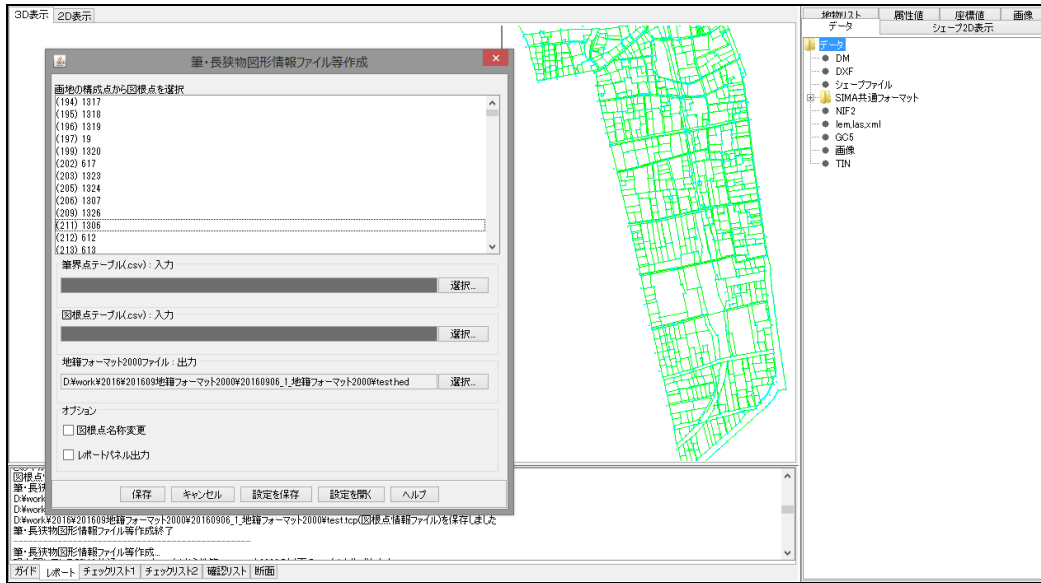 3D表示 2D表示
筆・長狭物図形情報ファイル等作成
画地の構成点から図根点を選択
(194) 1317
(195) 1318
(196) 1319
(197) 19
(199) 1320
(202) 617
(203) 1323
(205) 1324
(206) 1307
(209) 1326
(211) 1306
(212) 612
(213) 613
筆界点テーブル(.csv) : 入力
選択...
図根点テーブル(.csv) : 入力
選択...
地籍フォーマット2000ファイル : 出力
D:¥work¥2016¥201609地籍フォーマット2000¥20160906_1_地籍フォーマット2000¥test.hed
選択...
オプション
図根点名称変更
レポートパネル出力
保存 キャンセル 設定を保存 設定を開く ヘルプ
図根点
筆・長狭
D:¥work
D:¥work
D:¥work¥2016¥201609地籍フォーマット2000¥20160906_1_地籍フォーマット2000¥test.tcp(図根点情報ファイル)を保存しました
筆・長狭物図形情報ファイル等作成終了
筆・長狭物図形情報ファイル等作成...
ガイド レポート チェックリスト1 チェックリスト2 確認リスト 断面
地物リスト 属性値 座標値 画像
データ シェープ2D表示
データ
DM
DXF
シェープファイル
SIMA共通フォーマット
NIF2
lem,las,xml
GC5
画像
TIN